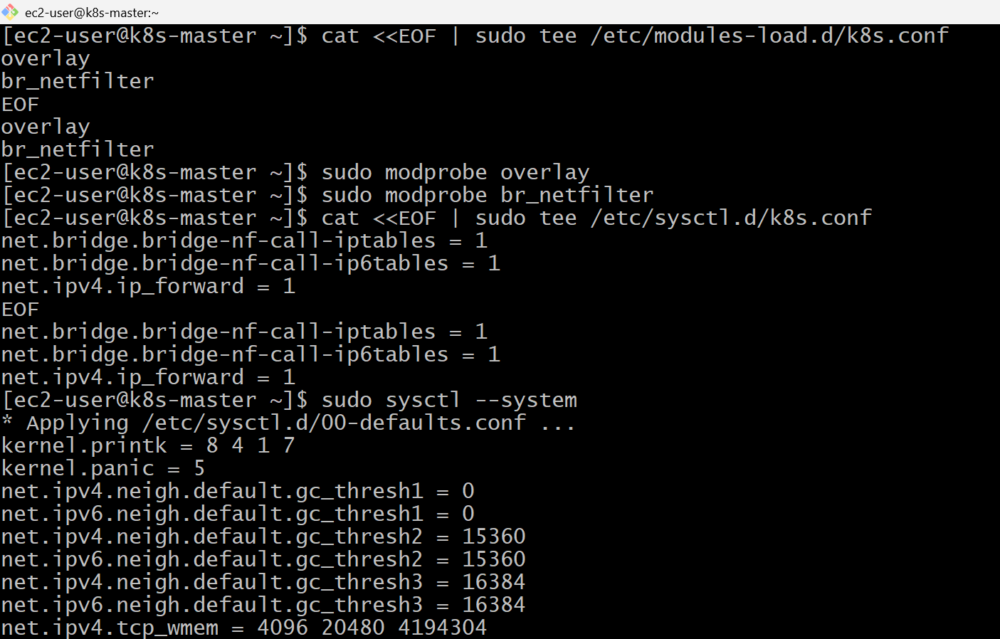 ec2-user@k8s-master:~
[ec2-user@k8s-master ~]$ cat <<EOF | sudo tee /etc/modules-load.d/k8s.conf
overlay
br_netfilter
EOF
overlay
br_netfilter
[ec2-user@k8s-master ~]$ sudo modprobe overlay
[ec2-user@k8s-master ~]$ sudo modprobe br_netfilter
[ec2-user@k8s-master ~]$ cat <<EOF | sudo tee /etc/sysctl.d/k8s.conf
net.bridge.bridge-nf-call-iptables = 1
net.bridge.bridge-nf-call-ip6tables = 1
net.ipv4.ip_forward = 1
EOF
net.bridge.bridge-nf-call-iptables = 1
net.bridge.bridge-nf-call-ip6tables = 1
net.ipv4.ip_forward = 1
[ec2-user@k8s-master ~]$ sudo sysctl --system
* Applying /etc/sysctl.d/00-defaults.conf ...
kernel.printk = 8 4 1 7
kernel.panic = 5
net.ipv4.neigh.default.gc_thresh1 = 0
net.ipv6.neigh.default.gc_thresh1 = 0
net.ipv4.neigh.default.gc_thresh2 = 15360
net.ipv6.neigh.default.gc_thresh2 = 15360
net.ipv4.neigh.default.gc_thresh3 = 16384
net.ipv6.neigh.default.gc_thresh3 = 16384
net.ipv4.tcp_wmem = 4096 20480 4194304